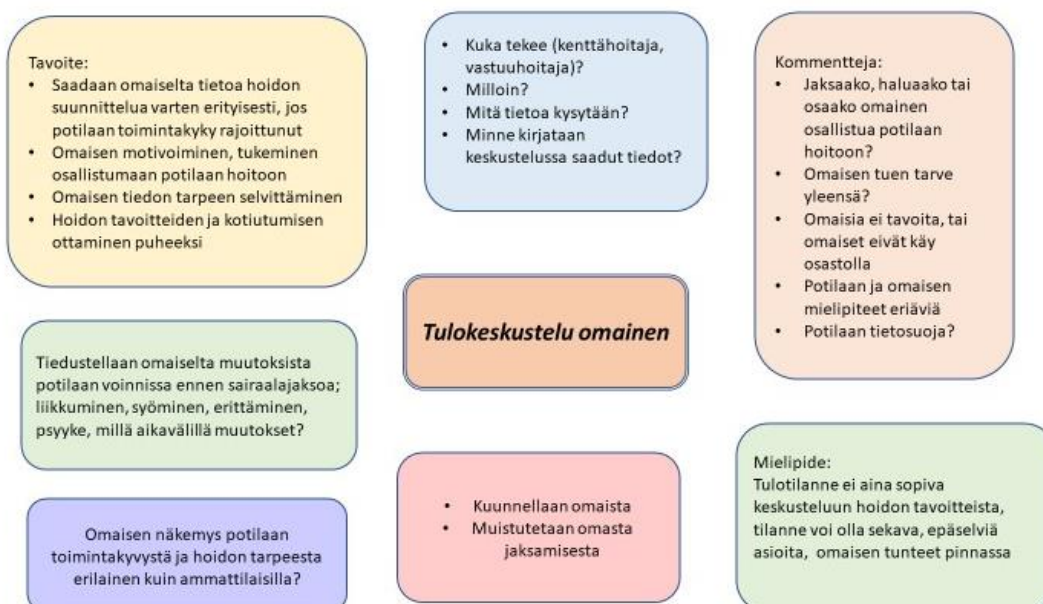 Tavoite:
• Saadaan omaiselta tietoa hoidon
suunnittelua varten erityisesti, jos
potilaan toimintakyky rajoittunut
• Omaisen motivoiminen, tukeminen
osallistumaan potilaan hoitoon
• Omaisen tiedon tarpeen selvittäminen
• Hoidon tavoitteiden ja kotiutumisen
ottaminen puheeksi
• Kuka tekee (kenttähoitaja,
vastuuhoitaja)?
• Milloin?
• Mitä tietoa kysytään?
• Minne kirjataan
keskustelussa saadut tiedot?
Kommentteja:
• Jaksaako, haluaako tai
osaako omainen
osallistua potilaan
hoitoon?
• Omaisen tuen tarve
yleensä?
• Omaisia ei tavoita, tai
omaiset eivät käy
osastolla
• Potilaan ja omaisen
mielipiteet eriäviä
• Potilaan tietosuoja?
Tulokeskustelu omainen
Tiedustellaan omaiselta muutoksista
potilaan voinnissa ennen sairaalajaksoa;
liikkuminen, syöminen, erittäminen,
psyyke, millä aikavälillä muutokset?
Omaisen näkemys potilaan
toimintakyvystä ja hoidon tarpeesta
erilainen kuin ammattilaisilla?
• Kuunnellaan omaista
• Muistutetaan omasta
jaksamisesta
Mielipide:
Tulotilanne ei aina sopiva
keskusteluun hoidon tavoitteista,
tilanne voi olla sekava, epäselviä
asioita, omaisen tunteet pinnassa